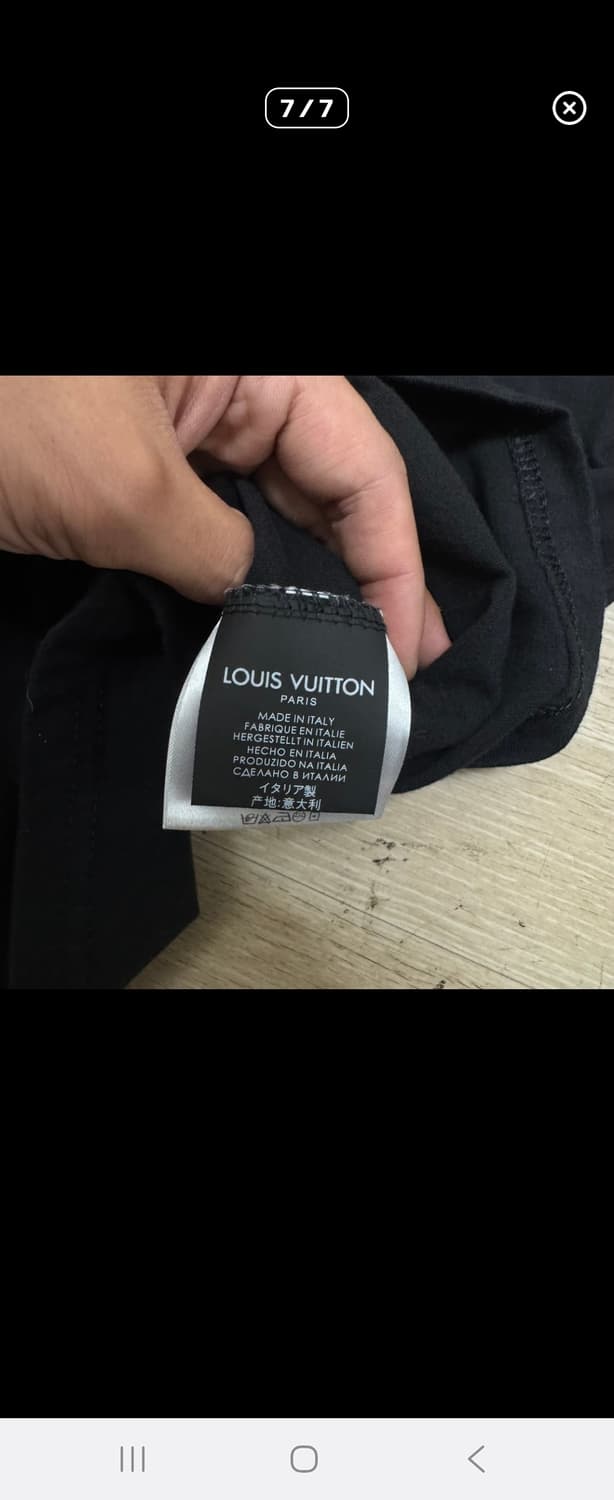 7/7
LOUIS VUITTON
PARIS
MADE IN ITALY
FABRIQUE EN ITALIE
HERGESTELLT IN ITALIEN
HECHO EN ITALIA
PRODUZIDO NA ITALIA
СДЕЛАНО В ИТАЛИИ
イタリア製
产地:意大利